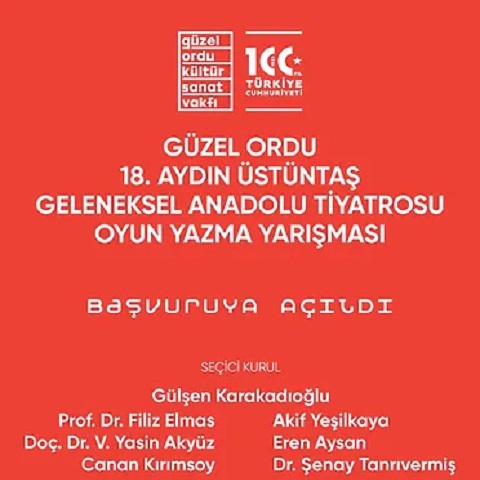 güzel
ordu
kültür
sanat
vakfı
100 YIL
TÜRKİYE
CUMHURİYETİ
GÜZEL ORDU
18. AYDIN ÜSTÜNTAŞ
GELENEKSEL ANADOLU TİYATROSU
OYUN YAZMA YARIŞMASI
BAŞVURUYA AÇILDI
SEÇİCİ KURUL
Gülşen Karakadıoğlu
Prof. Dr. Filiz Elmas
Doç. Dr. V. Yasin Akyüz
Canan Kırımsoy
Akif Yeşilkaya
Eren Aysan
Dr. Şenay Tanrıvermiş